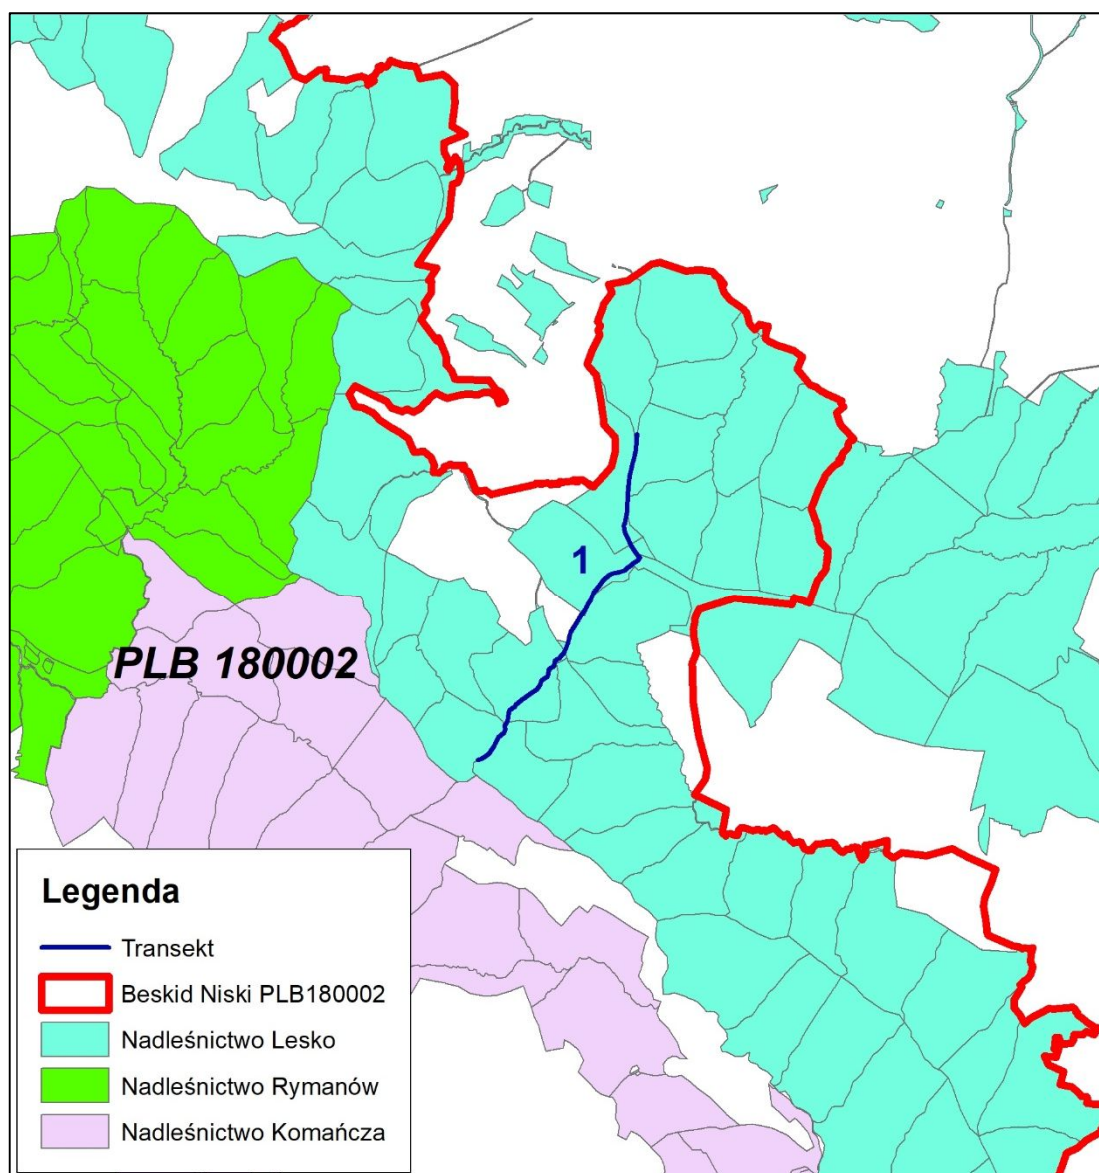 1
PLB 180002
Legenda
Transekt
Beskid Niski PLB180002
Nadleśnictwo Lesko
Nadleśnictwo Rymanów
Nadleśnictwo Komańcza